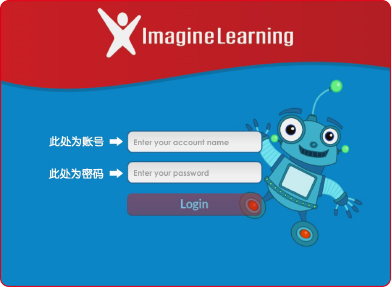 Imagine Learning
此处为账号
Enter your account name
此处为密码
Enter your password
Login